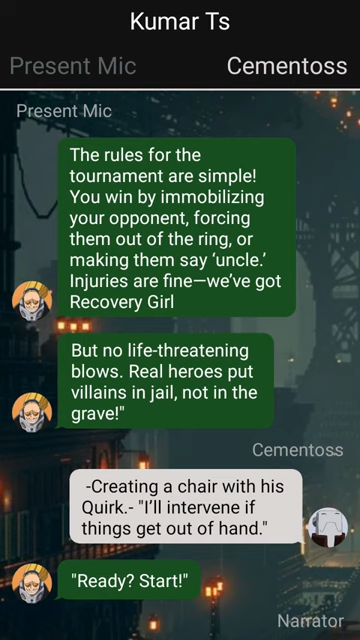 Kumar Ts
Present Mic Cementoss
Present Mic
The rules for the
tournament are simple!
You win by immobilizing
your opponent, forcing
them out of the ring, or
making them say ‘uncle.’
Injuries are fine—we’ve got
Recovery Girl
But no life-threatening
blows. Real heroes put
villains in jail, not in the
grave!"
Cementoss
-Creating a chair with his
Quirk.- "I’ll intervene if
things get out of hand."
"Ready? Start!"
Narrator